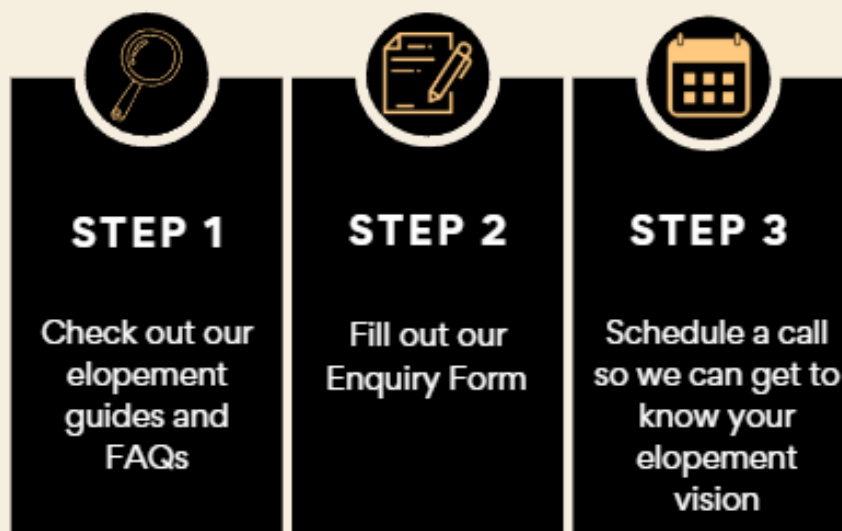 STEP 1
Check out our
elopement
guides and
FAQs
STEP 2
Fill out our
Enquiry Form
STEP 3
Schedule a call
so we can get to
know your
elopement
vision